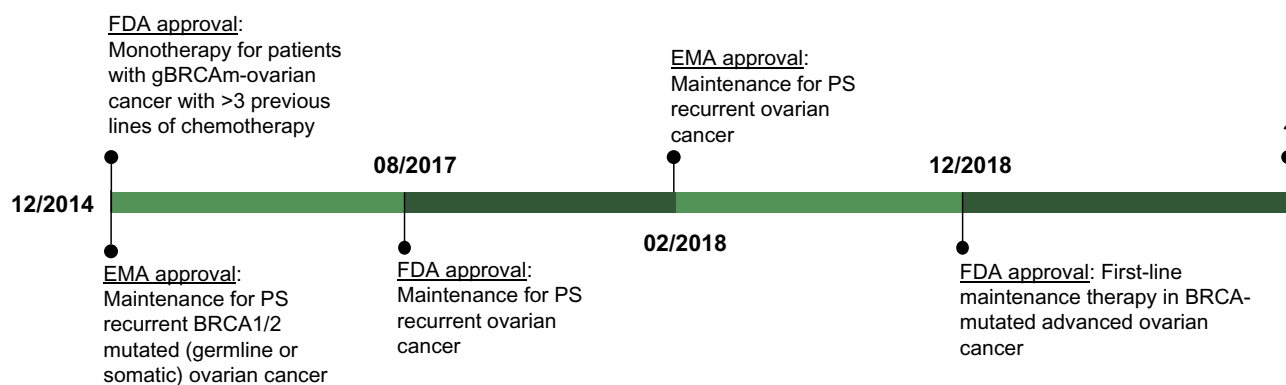 FDA approval:
Monotherapy for patients
with gBRCAm-ovarian
cancer with >3 previous
lines of chemotherapy
EMA approval:
Maintenance for PS
recurrent ovarian
cancer
08/2017
12/2018
12/2014
02/2018
EMA approval:
Maintenance for PS
recurrent BRCA1/2
mutated (germline or
somatic) ovarian cancer
FDA approval:
Maintenance for PS
recurrent ovarian
cancer
FDA approval: First-line
maintenance therapy in BRCA-
mutated advanced ovarian
cancer